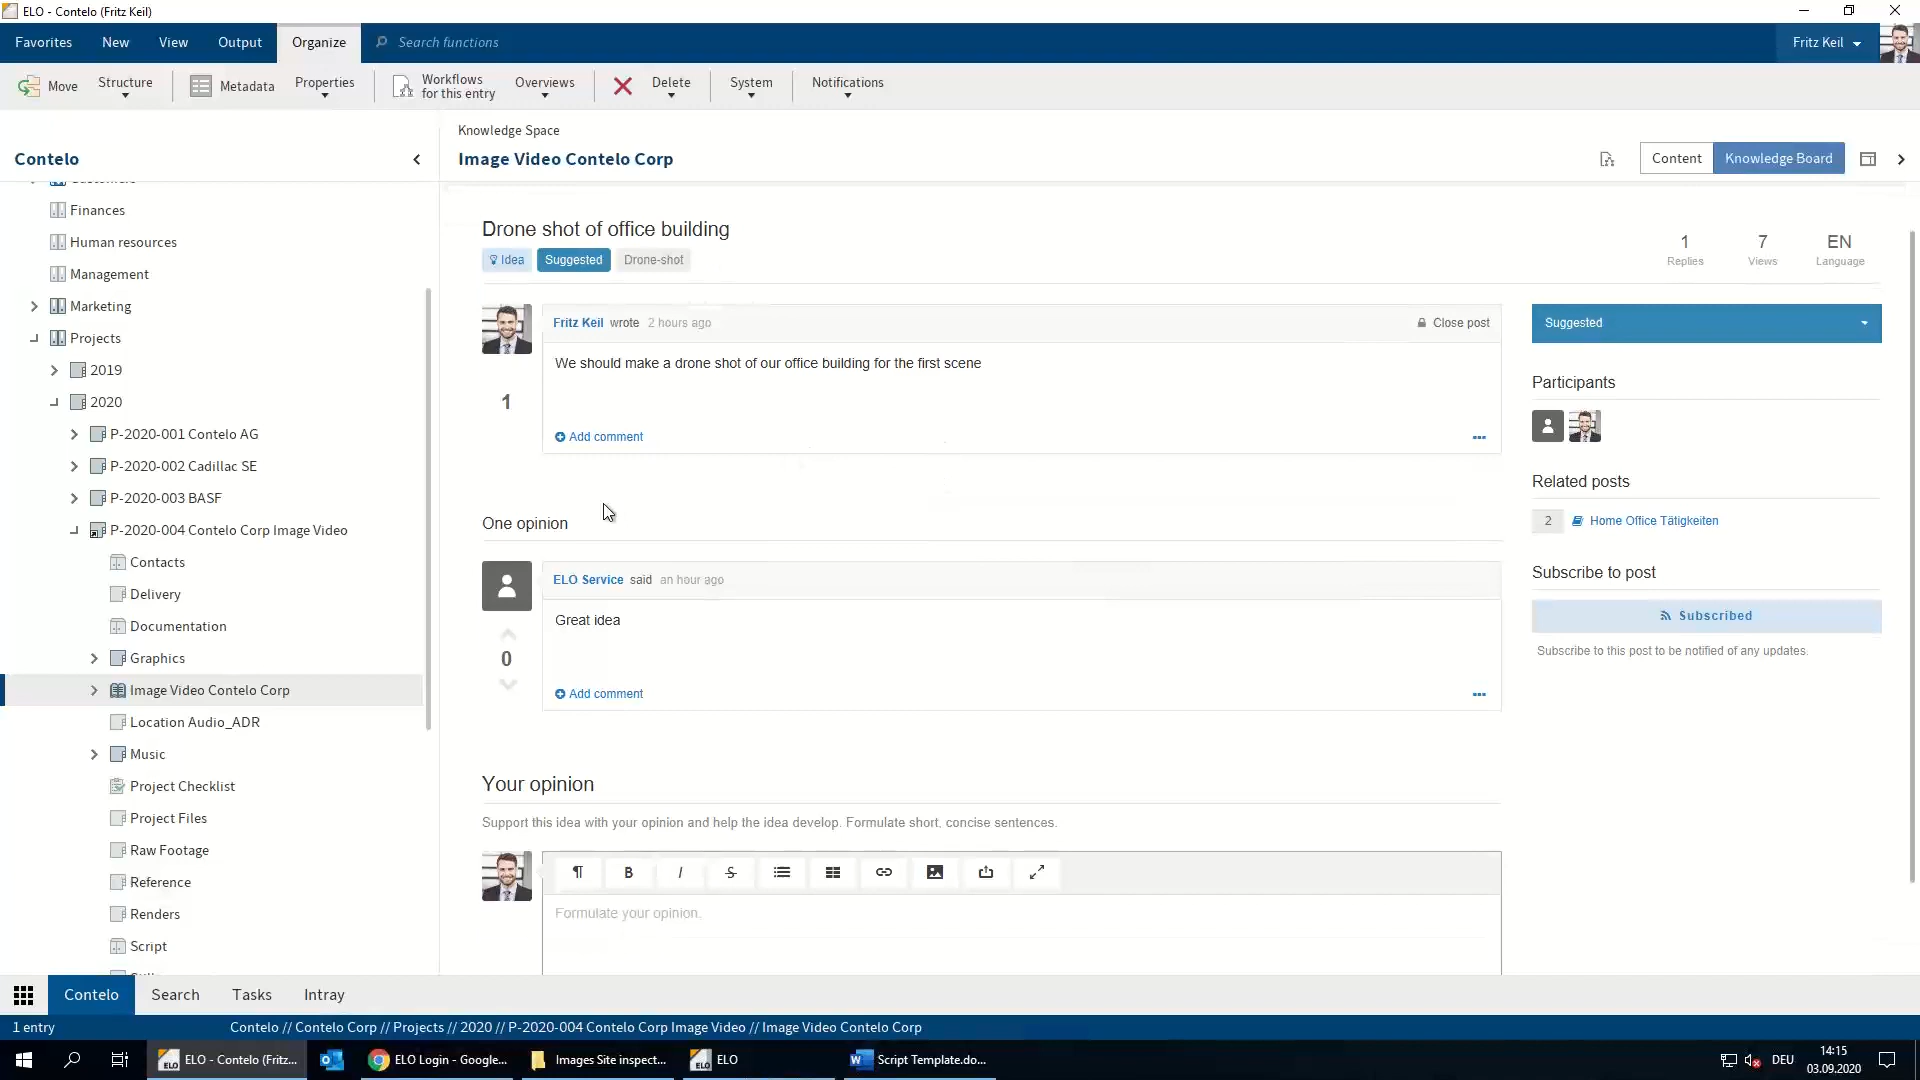 ELO - Contelo (Fritz Keil)
Favorites New View Output Organize Search functions Fritz Keil
Move Structure Metadata Properties Workflows for this entry Overviews Delete System Notifications
Knowledge Space
Contelo
Image Video Contelo Corp
Content Knowledge Board
Finances
Human resources
Management
Marketing
Projects
2019
2020
P-2020-001 Contelo AG
P-2020-002 Cadillac SE
P-2020-003 BASF
P-2020-004 Contelo Corp Image Video
Contacts
Delivery
Documentation
Graphics
Image Video Contelo Corp
Location Audio_ADR
Music
Project Checklist
Project Files
Raw Footage
Reference
Renders
Script
Drone shot of office building
Idea Suggested Drone-shot
1 7 EN
Replies Views Language
Fritz Keil wrote 2 hours ago Close post
We should make a drone shot of our office building for the first scene
1
Add comment
One opinion
ELO Service said an hour ago
Great idea
0
Add comment
Your opinion
Support this idea with your opinion and help the idea develop. Formulate short, concise sentences.
B I S
Formulate your opinion.
Suggested
Participants
Related posts
2 Home Office Tätigkeiten
Subscribe to post
Subscribed
Subscribe to this post to be notified of any updates.
Contelo Search Tasks Intray
1 entry Contelo // Contelo Corp // Projects // 2020 // P-2020-004 Contelo Corp Image Video // Image Video Contelo Corp
ELO - Contelo (Fritz... ELO Login - Google... Images Site inspect... ELO Script Template.do... DEU 14:15
03.09.2020